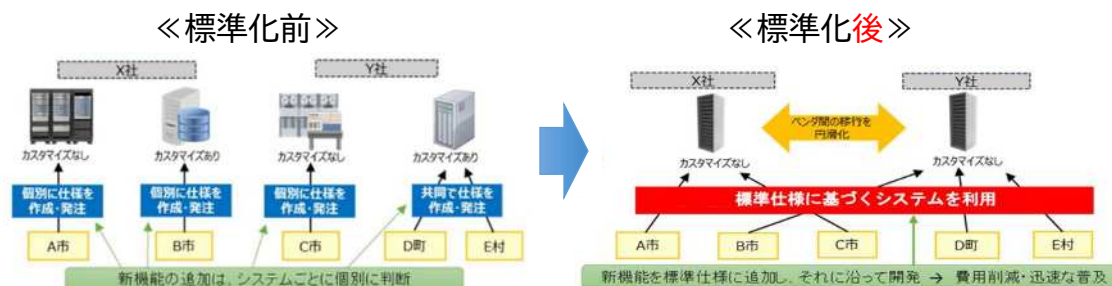 ≪標準化前≫
X社
Y社
カスタマイズなし
カスタマイズあり
カスタマイズなし
カスタマイズあり
個別に仕様を
作成・発注
個別に仕様を
作成・発注
個別に仕様を
作成・発注
共同で仕様を
作成・発注
A市
B市
C市
D町
E村
新機能の追加は、システムごとに個別に判断
≪標準化後≫
X社
Y社
ベンダ間の移行を
円滑化
カスタマイズなし
カスタマイズなし
標準仕様に基づくシステムを利用
A市
B市
C市
D町
E村
新機能を標準仕様に追加し、それに沿って開発 → 費用削減・迅速な普及